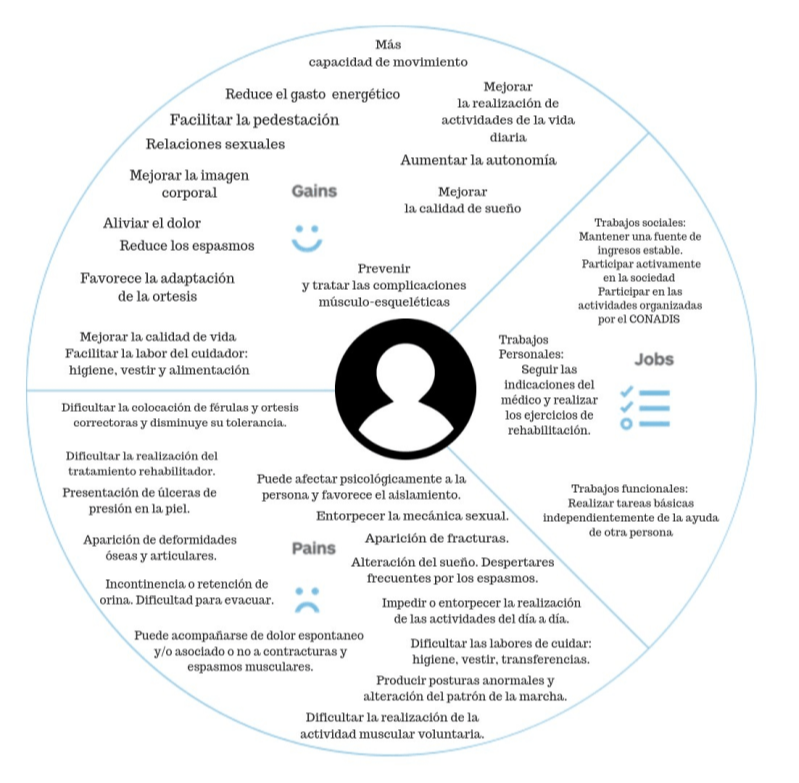 Más
capacidad de movimiento
Reduce el gasto energético
Facilitar la pedestación
Relaciones sexuales
Mejorar la imagen
corporal
Aliviar el dolor
Reduce los espasmos
Favorece la adaptación
de la ortesis
Mejorar la calidad de vida
Facilitar la labor del cuidador:
higiene, vestir y alimentación
Mejorar
la realización de
actividades de la vida
diaria
Aumentar la autonomía
Mejorar
la calidad de sueño
Gains
Prevenir
y tratar las complicaciones
músculo-esqueléticas
Trabajos sociales:
Mantener una fuente de
ingresos estable.
Participar activamente
en la sociedad
Participar en las
actividades organizadas
por el CONADIS
Trabajos
Personales:
Seguir las
indicaciones del
médico y realizar
los ejercicios de
rehabilitación.
Jobs
Trabajos funcionales:
Realizar tareas básicas
independientemente de la ayuda
de otra persona
Dificultar la colocación de férulas y ortesis
correctoras y disminuye su tolerancia.
Dificultar la realización del
tratamiento rehabilitador.
Presentación de úlceras de
presión en la piel.
Aparición de deformidades
óseas y articulares.
Incontinencia o retención de
orina. Dificultad para evacuar.
Puede acompañarse de dolor espontaneo
y/o asociado o no a contracturas y
espasmos musculares.
Pains
Puede afectar psicológicamente a la
persona y favorece el aislamiento.
Entorpecer la mecánica sexual.
Aparición de fracturas.
Alteración del sueño. Despertares
frecuentes por los espasmos.
Impedir o entorpecer la realización
de las actividades del día a día.
Dificultar las labores de cuidar:
higiene, vestir, transferencias.
Producir posturas anormales y
alteración del patrón de la marcha.
Dificultar la realización de la
actividad muscular voluntaria.